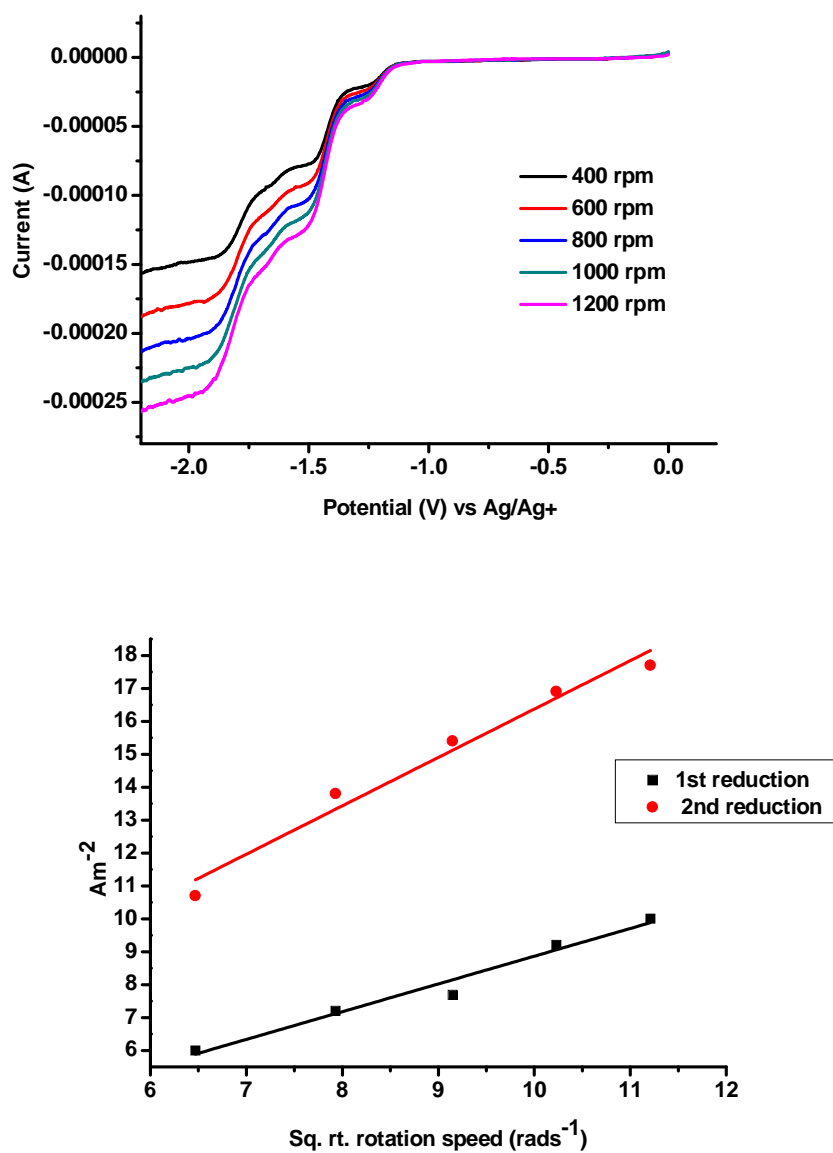 0.00000
-0.00005
-0.00010
-0.00015
-0.00020
-0.00025
Current (A)
400 rpm
600 rpm
800 rpm
1000 rpm
1200 rpm
-2.0 -1.5 -1.0 -0.5 0.0
Potential (V) vs Ag/Ag+
18
17
16
15
14
13
12
11
10
9
8
7
6
Am-2
1st reduction
2nd reduction
6 7 8 9 10 11 12
Sq. rt. rotation speed (rads-1)